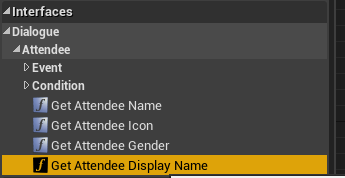 Interfaces
Dialogue
Attendee
Event
Condition
Get Attendee Name
Get Attendee Icon
Get Attendee Gender
Get Attendee Display Name